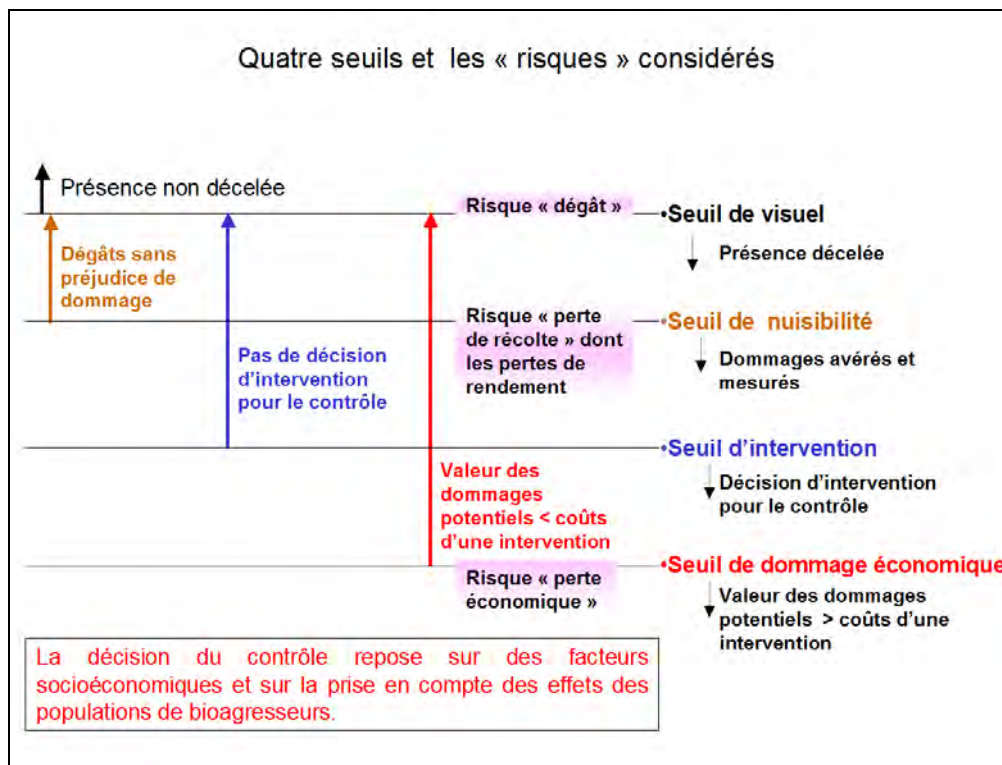 Quatre seuils et les « risques » considérés
Présence non décelée
Risque « dégât »
•Seuil de visuel
Présence décelée
Dégâts sans
préjudice de
dommage
Risque « perte
de récolte » dont
les pertes de
rendement
•Seuil de nuisibilité
Dommages avérés et
mesurés
Pas de décision
d'intervention
pour le contrôle
•Seuil d'intervention
Décision d'intervention
pour le contrôle
Valeur des
dommages
potentiels < coûts
d'une intervention
Risque « perte
économique »
•Seuil de dommage économique
Valeur des dommages
potentiels > coûts d'une
intervention
La décision du contrôle repose sur des facteurs
socioéconomiques et sur la prise en compte des effets des
populations de bioagresseurs.